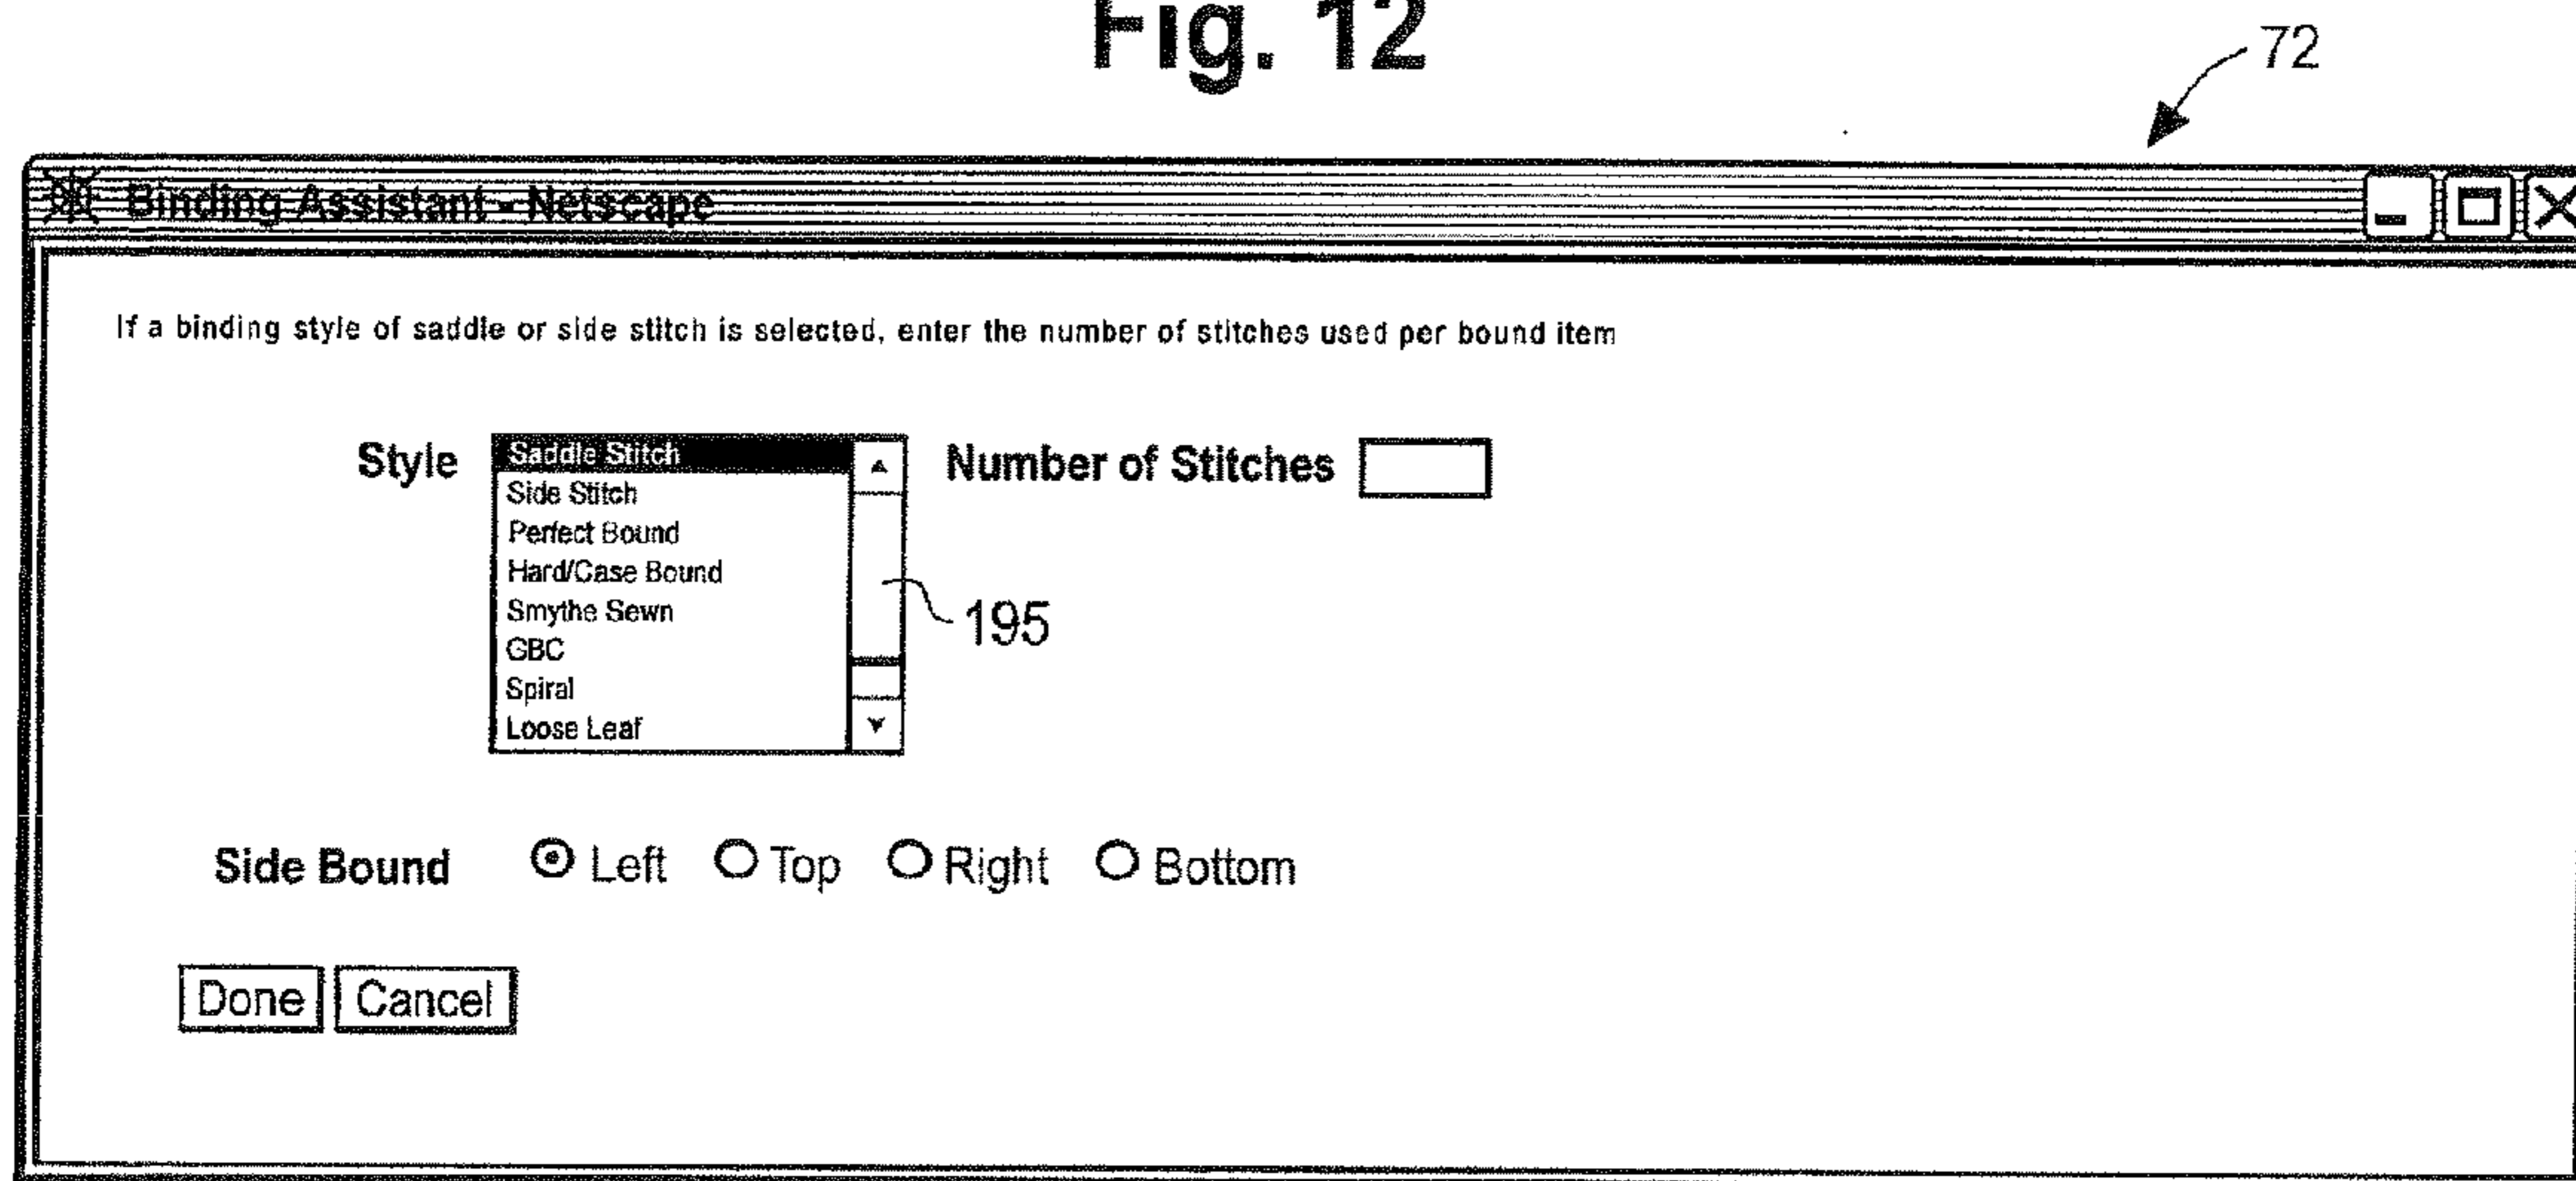 Fig. 12
72
Binding Assistant - Netscape
If a binding style of saddle or side stitch is selected, enter the number of stitches used per bound item
Style Saddle Stitch Number of Stitches
Side Stitch
Perfect Bound
Hard/Case Bound
Smythe Sewn
195
GBC
Spiral
Loose Leaf
Side Bound Left Top Right Bottom
Done Cancel